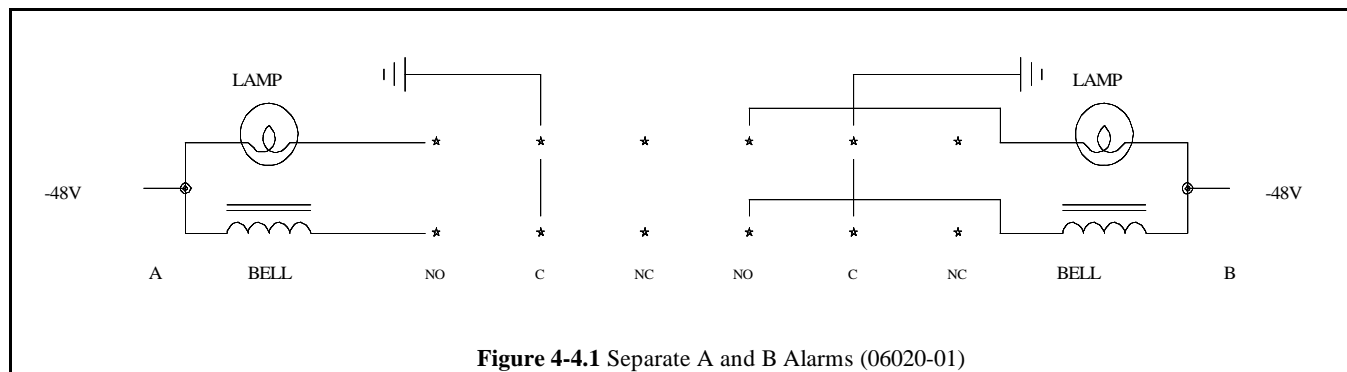 LAMP LAMP
-48V -48V
A BELL NO C NC NO C NC BELL B
Figure 4-4.1 Separate A and B Alarms (06020-01)